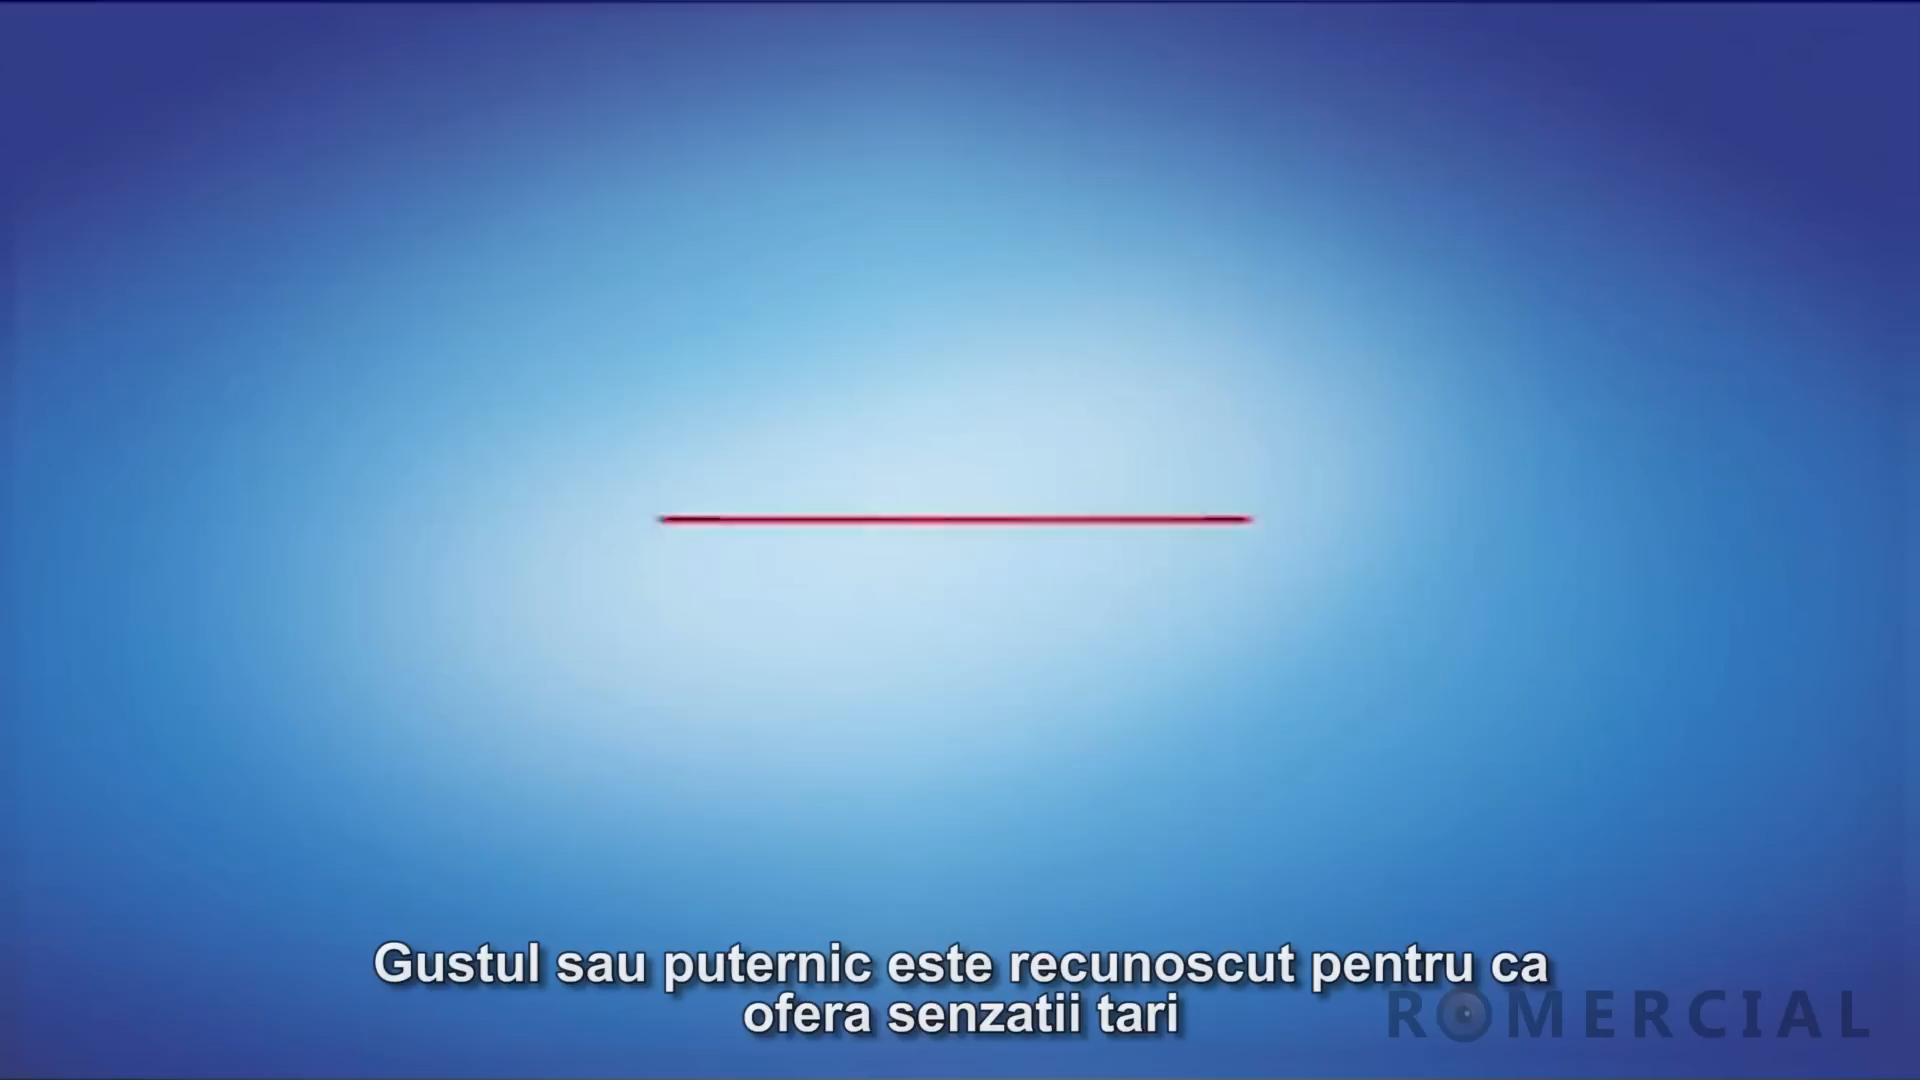 Gustul sau puternic este recunoscut pentru ca
ofera senzatii tari
ROMERCIAL